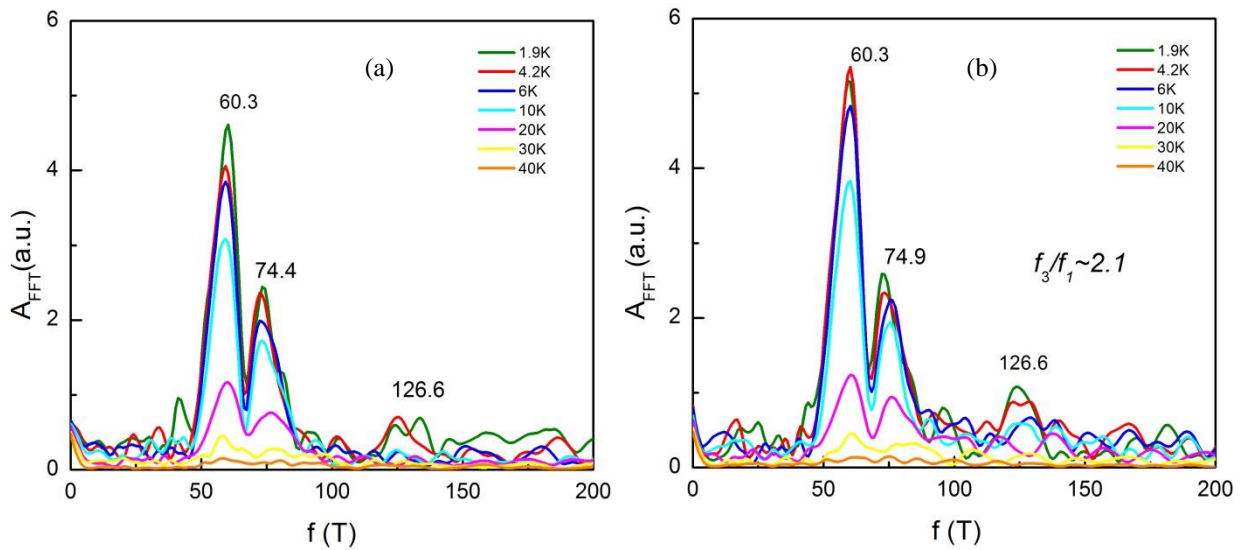 6
4
2
0
A_FFT(a.u.)
60.3
74.4
126.6
(a)
1.9K
4.2K
6K
10K
20K
30K
40K
0
50
100
150
200
f (T)
6
4
2
0
A_FFT(a.u.)
60.3
74.9
126.6
(b)
f_3/f_1~2.1
1.9K
4.2K
6K
10K
20K
30K
40K
0
50
100
150
200
f (T)